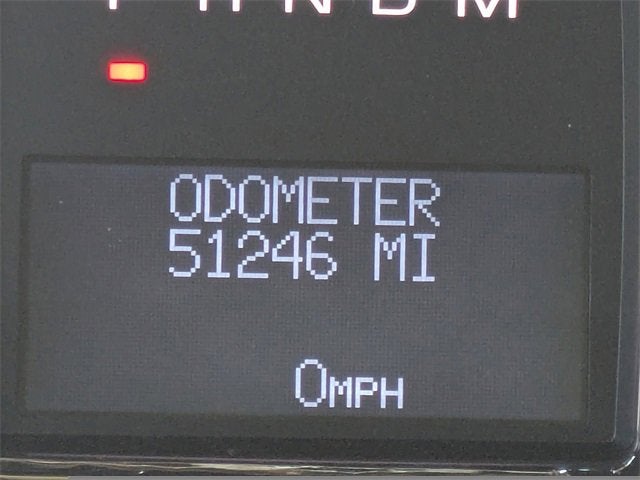 P R N D M
ODOMETER
51246 MI
0MPH